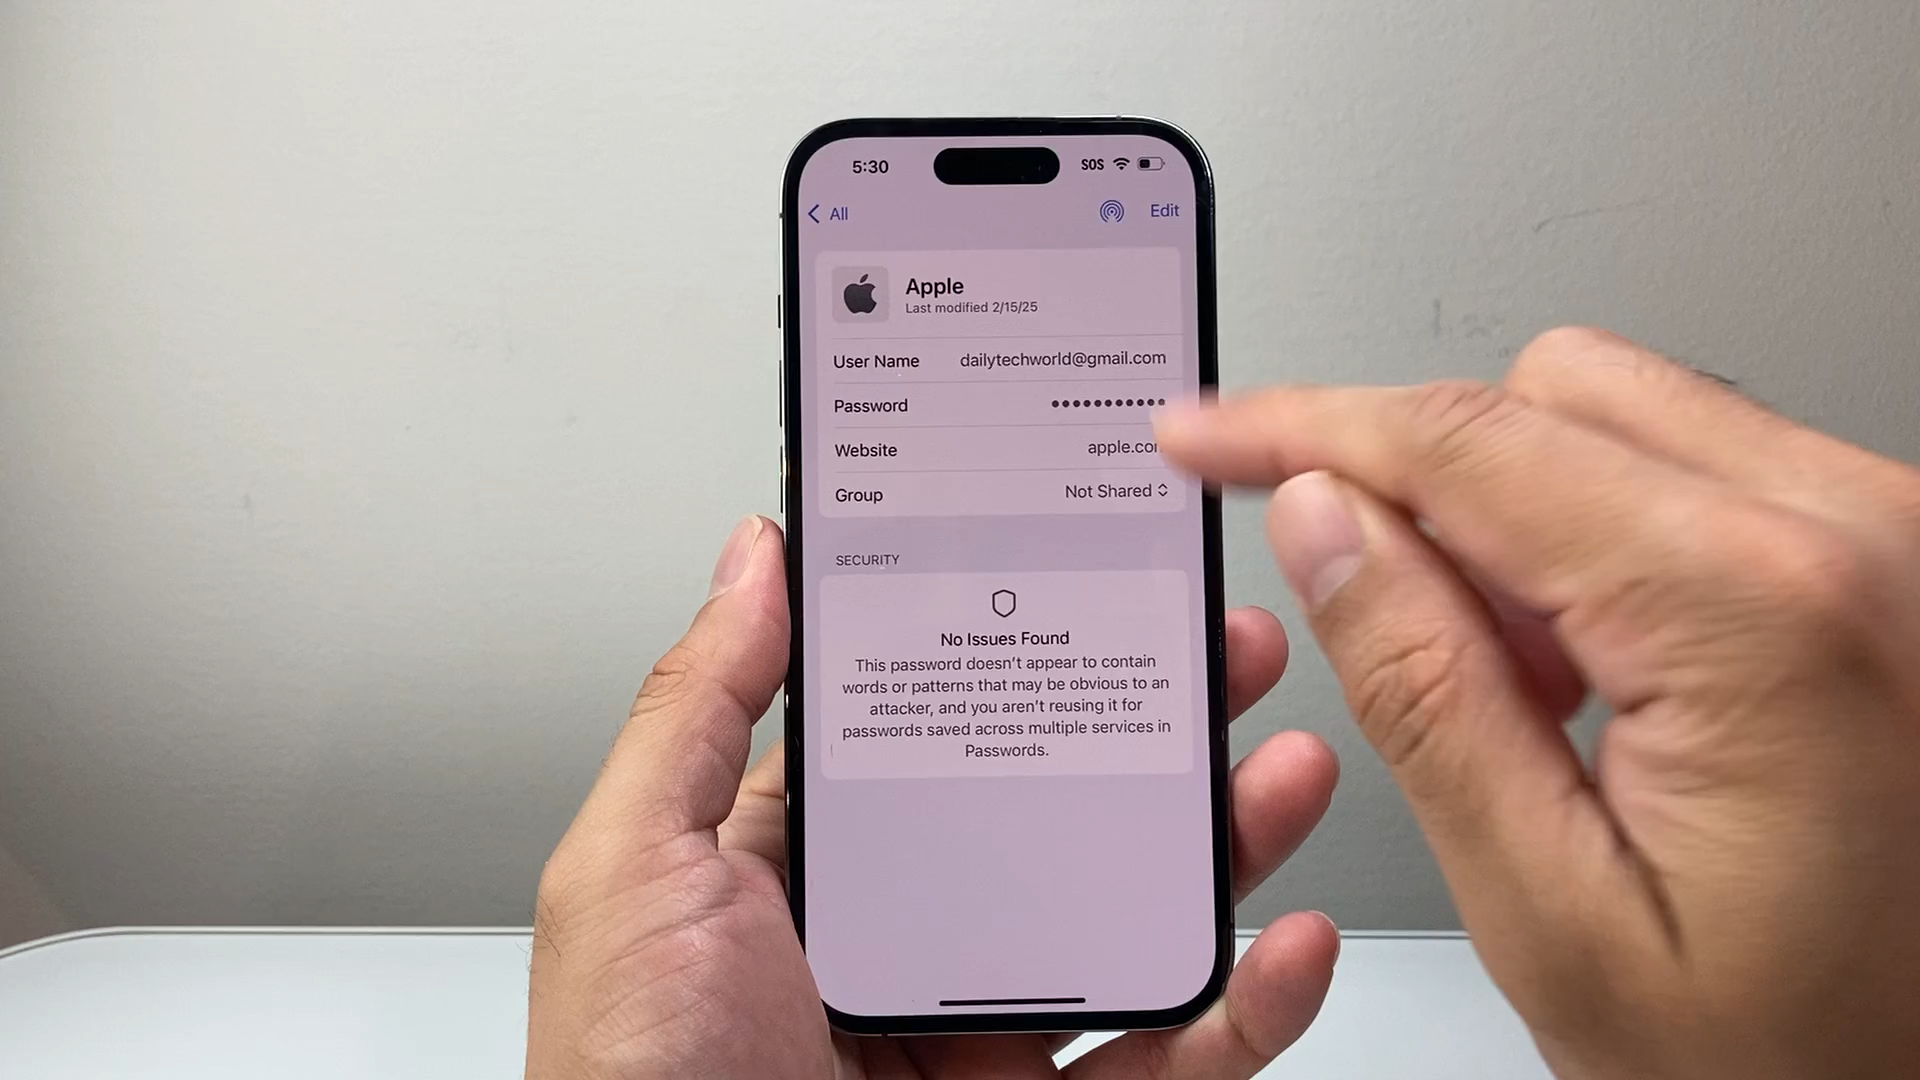 5:30
SOS
All
Edit
Apple
Last modified 2/15/25
User Name dailytechworld@gmail.com
Password
Website
Group Not Shared
SECURITY
No Issues Found
This password doesn't appear to contain
words or patterns that may be obvious to an
attacker, and you aren't reusing it for
passwords saved across multiple services in
Passwords.